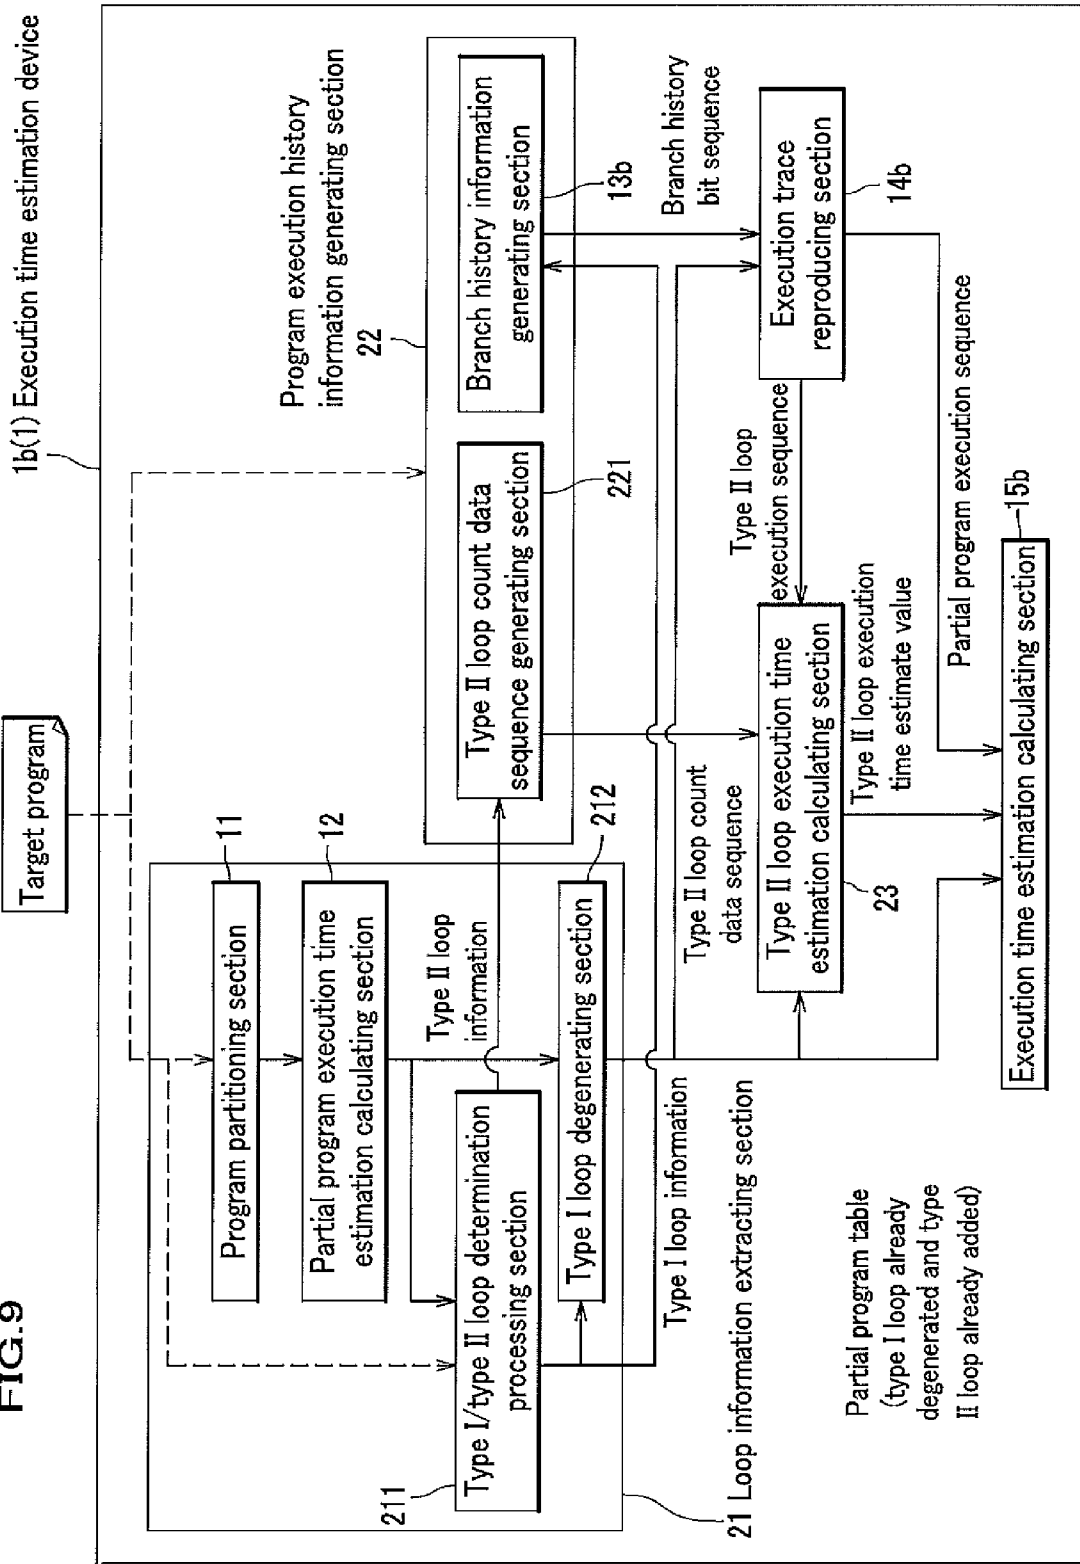 FIG.9
Target program
1b(1) Execution time estimation device
Program partitioning section
11
Partial program execution time
estimation calculating section
12
Type I/type II loop determination
processing section
211
Type II loop
information
Type I loop degenerating section
212
21 Loop information extracting section
Program execution history
information generating section
22
Type II loop count data
sequence generating section
221
Branch history information
generating section
13b
Type I loop information
Type II loop count
data sequence
Branch history
bit sequence
Type II loop execution time
estimation calculating section
23
Type II loop
execution sequence
Execution trace
reproducing section
14b
Partial program table
(type I loop already
degenerated and type
II loop already added)
Type II loop execution
time estimate value
Partial program execution sequence
Execution time estimation calculating section
15b